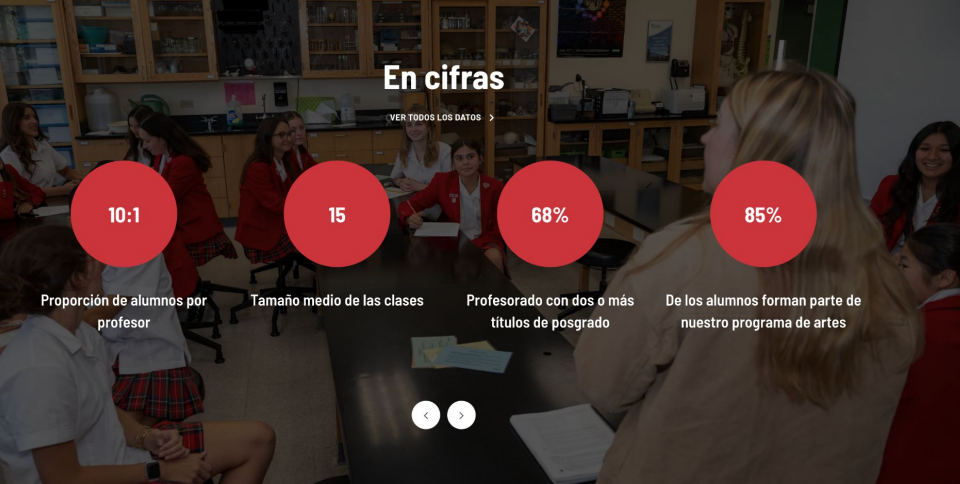 En cifras
VER TODOS LOS DATOS
10:1
15
68%
85%
Proporción de alumnos por
profesor
Tamaño medio de las clases
Profesorado con dos o más
títulos de posgrado
De los alumnos forman parte de
nuestro programa de artes